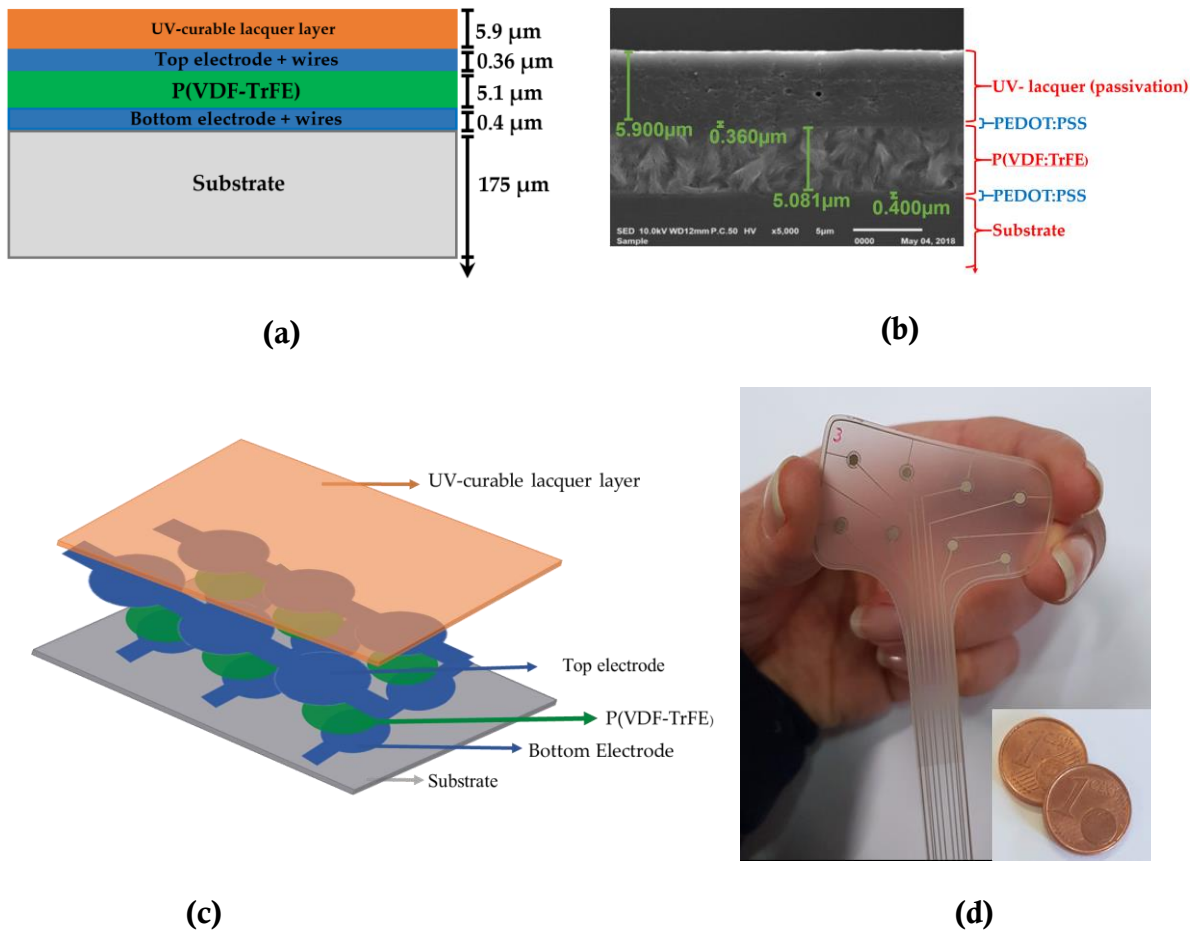 UV-curable lacquer layer
5.9 µm
Top electrode + wires
0.36 µm
P(VDF-TrFE)
5.1 µm
Bottom electrode + wires
0.4 µm
Substrate
175 µm
(a)
5.900µm
0.360µm
5.081µm
0.400µm
SED 10.0kV WD12mm P.C.50 HV x5,000 5µm
Sample 0000 May 04, 2018
UV- lacquer (passivation)
PEDOT:PSS
P(VDF:TrFE)
PEDOT:PSS
Substrate
(b)
UV-curable lacquer layer
Top electrode
P(VDF-TrFE)
Bottom Electrode
Substrate
(c)
3
1
1
(d)